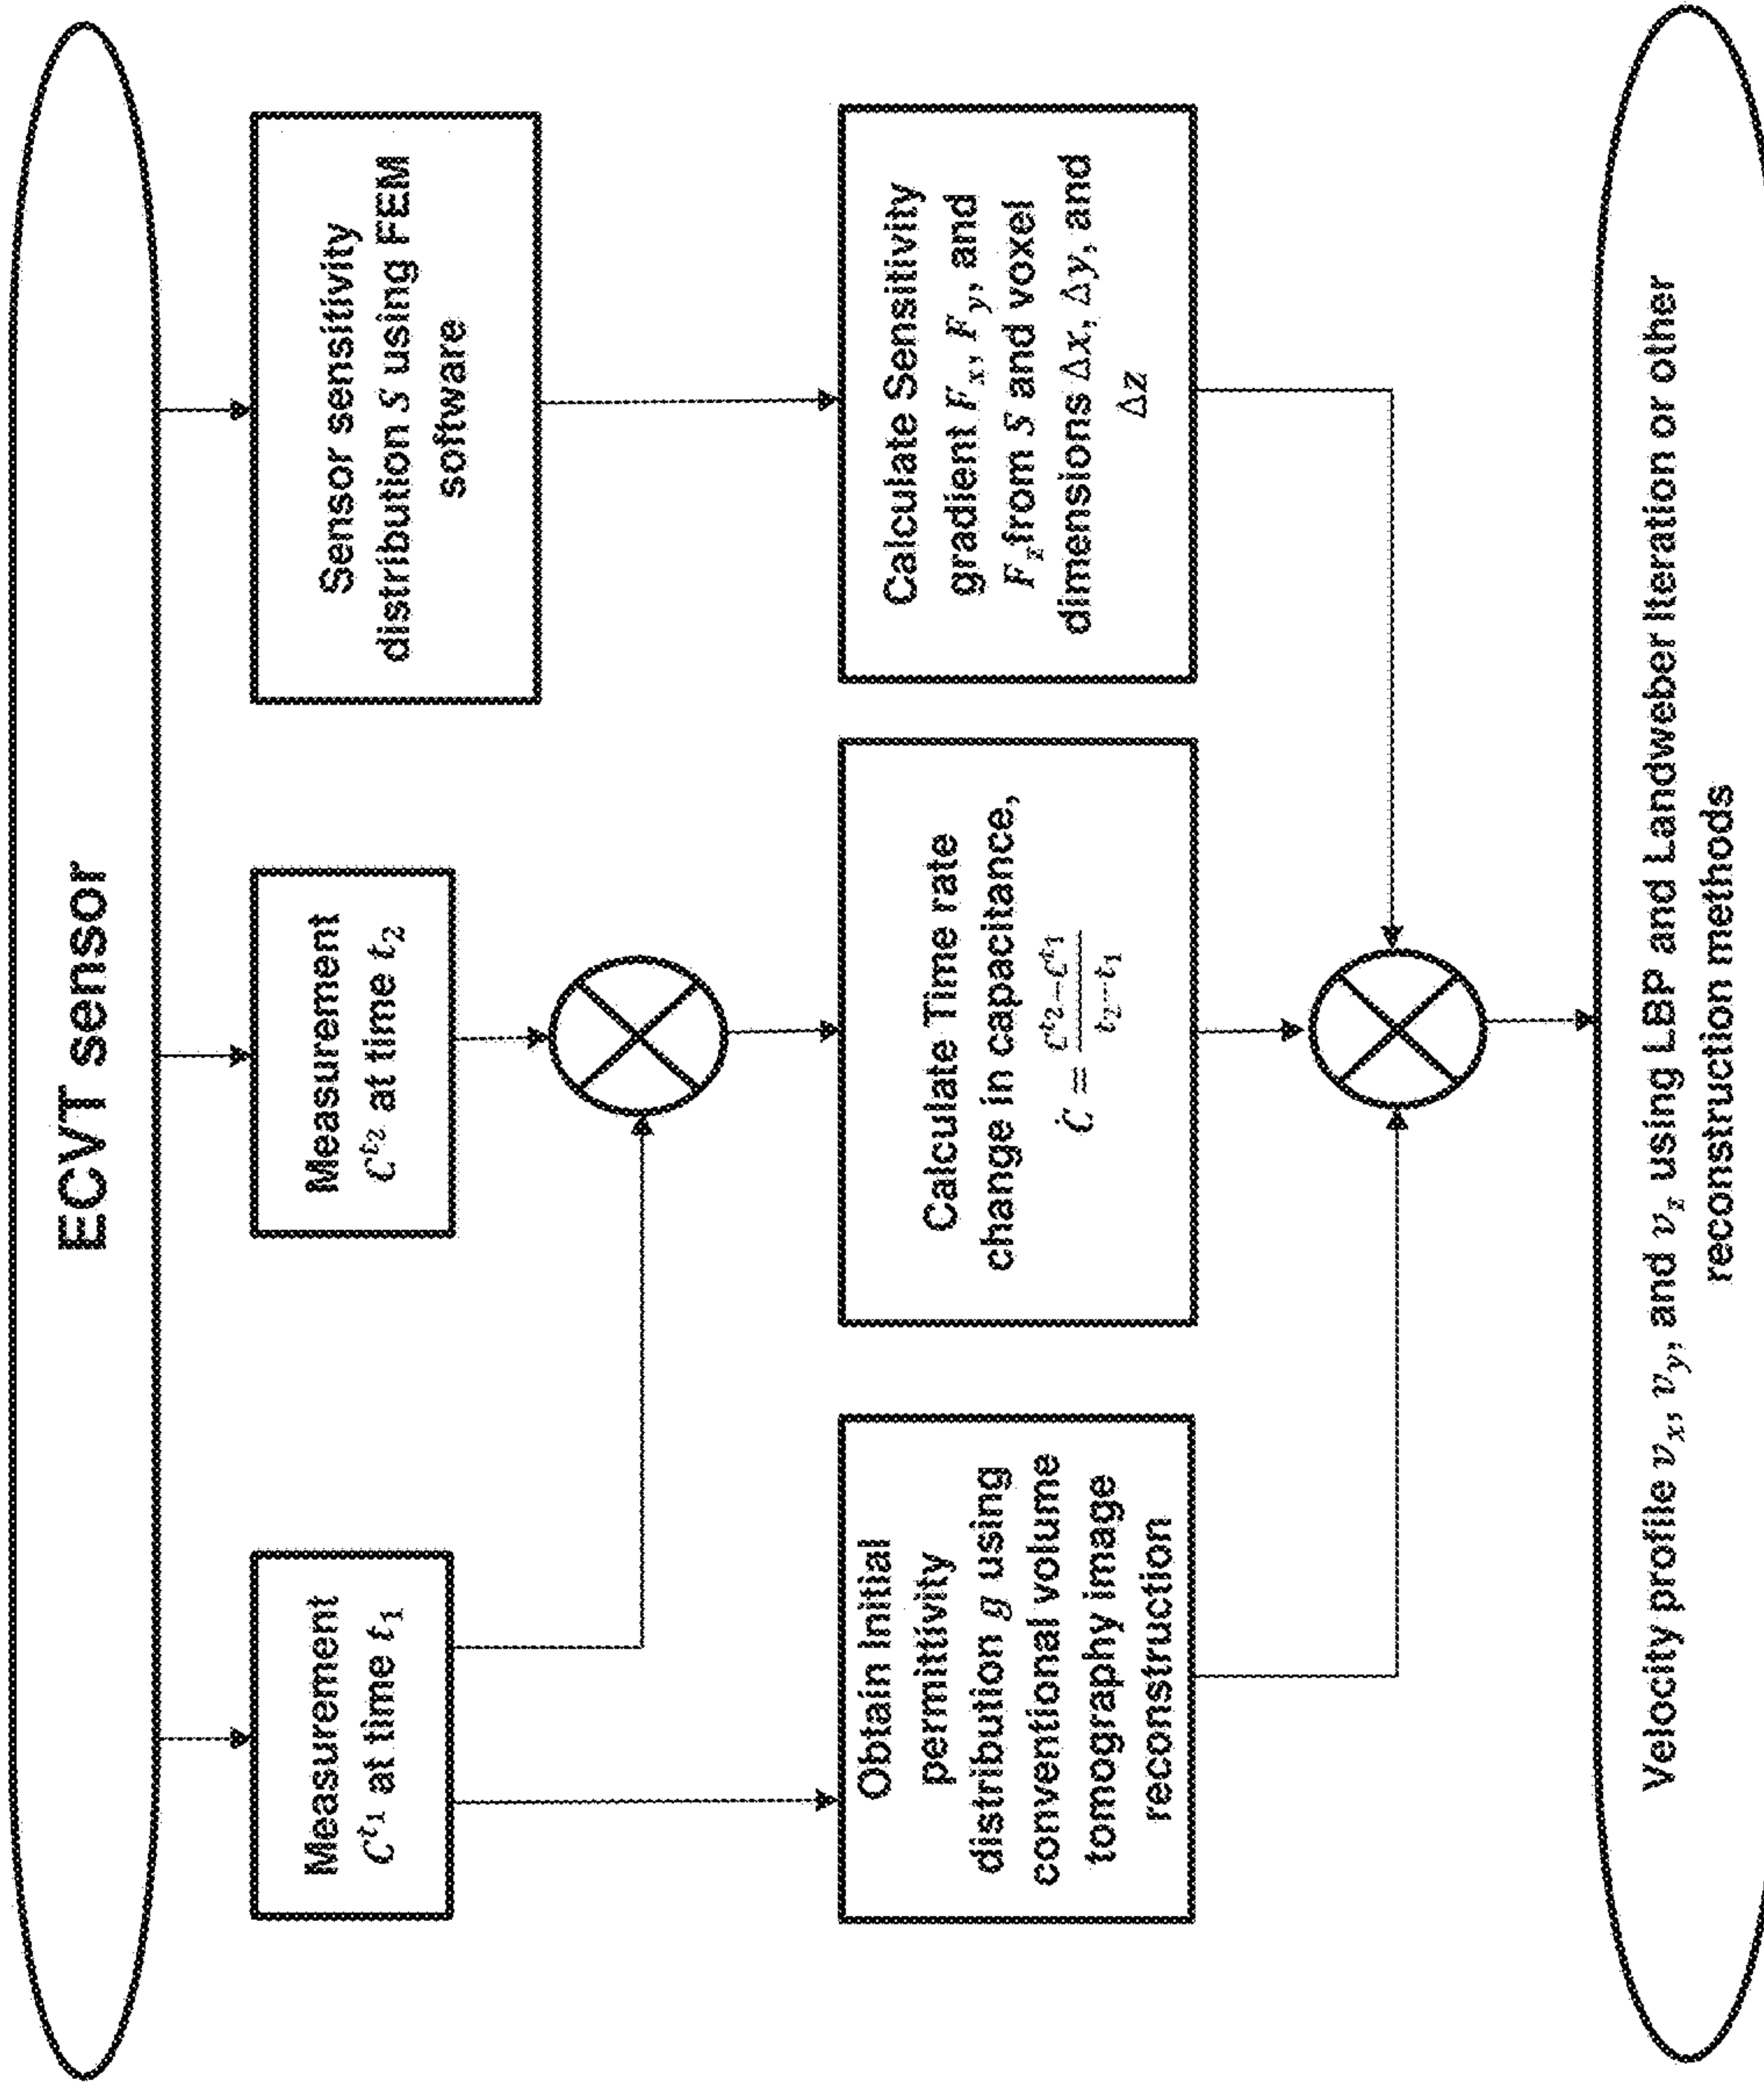 ECVT sensor
Measurement
C^{t_1} at time t_1
Measurement
C^{t_2} at time t_2
Sensor sensitivity
distribution S using FEM
software
Obtain Initial
permittivity
distribution g using
conventional volume
tomography image
reconstruction
Calculate Time rate
change in capacitance,
Ċ = \frac{C^{t_2}-C^{t_1}}{t_2-t_1}
Calculate Sensitivity
gradient F_x, F_y, and
F_z from S and voxel
dimensions Δx, Δy, and
Δz
Velocity profile v_x, v_y, and v_z using LBP and Landweber Iteration or other
reconstruction methods